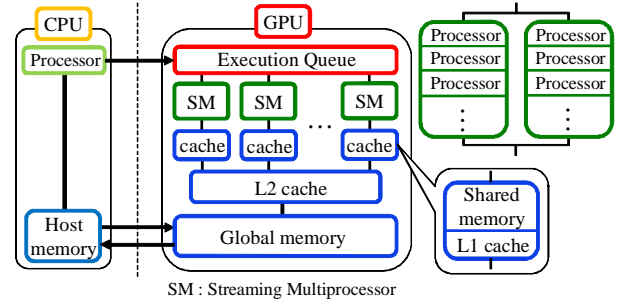 CPU
Processor
Host
memory
GPU
Execution Queue
SM
SM
SM
...
cache
cache
cache
L2 cache
Global memory
Processor
Processor
Processor
⋮
Processor
Processor
Processor
⋮
Shared
memory
L1 cache
SM : Streaming Multiprocessor